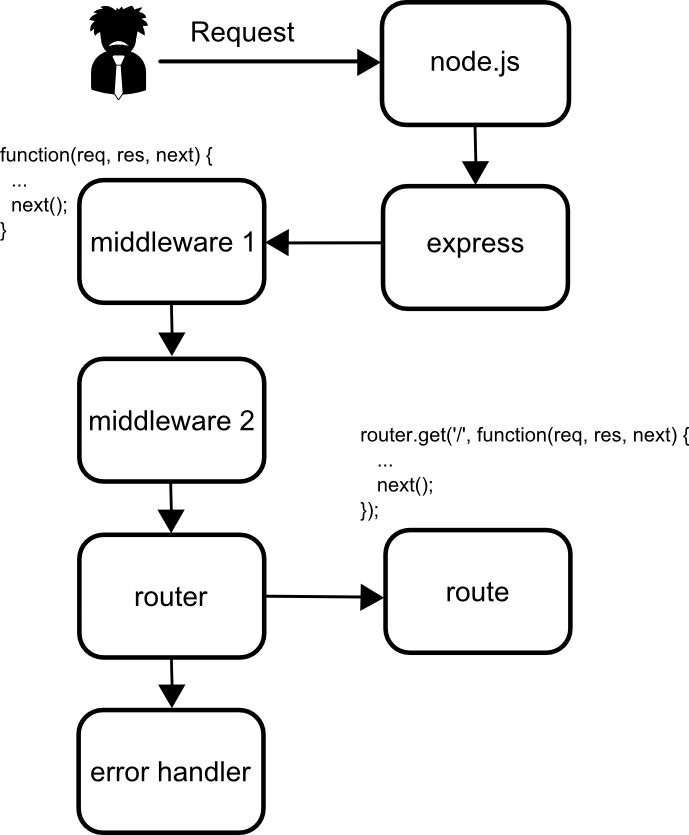 Request
node.js
function(req, res, next) {
...
next();
}
middleware 1
express
middleware 2
router.get('/', function(req, res, next) {
...
next();
});
router
route
error handler